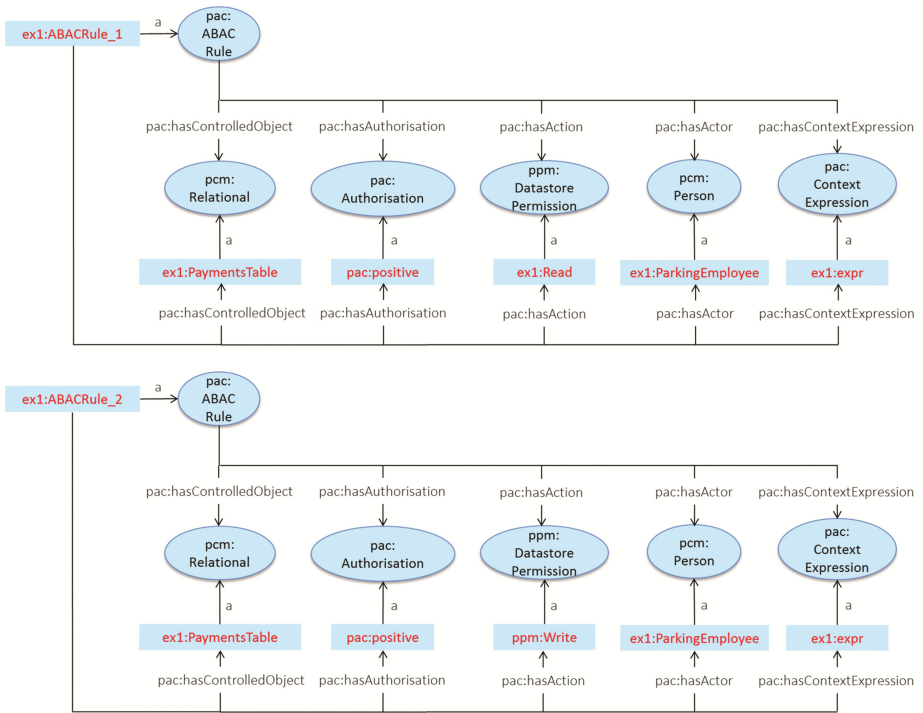 pac:
ABAC
Rule
ex1:ABACRule_1
a
pac:hasControlledObject
pac:hasAuthorisation
pac:hasAction
pac:hasActor
pac:hasContextExpression
pcm:
Relational
pac:
Authorisation
ppm:
Datastore
Permission
pcm:
Person
pac:
Context
Expression
a
a
a
a
a
ex1:PaymentsTable
pac:positive
ex1:Read
ex1:ParkingEmployee
ex1:expr
pac:hasControlledObject
pac:hasAuthorisation
pac:hasAction
pac:hasActor
pac:hasContextExpression
pac:
ABAC
Rule
ex1:ABACRule_2
a
pac:hasControlledObject
pac:hasAuthorisation
pac:hasAction
pac:hasActor
pac:hasContextExpression
pcm:
Relational
pac:
Authorisation
ppm:
Datastore
Permission
pcm:
Person
pac:
Context
Expression
a
a
a
a
a
ex1:PaymentsTable
pac:positive
ppm:Write
ex1:ParkingEmployee
ex1:expr
pac:hasControlledObject
pac:hasAuthorisation
pac:hasAction
pac:hasActor
pac:hasContextExpression